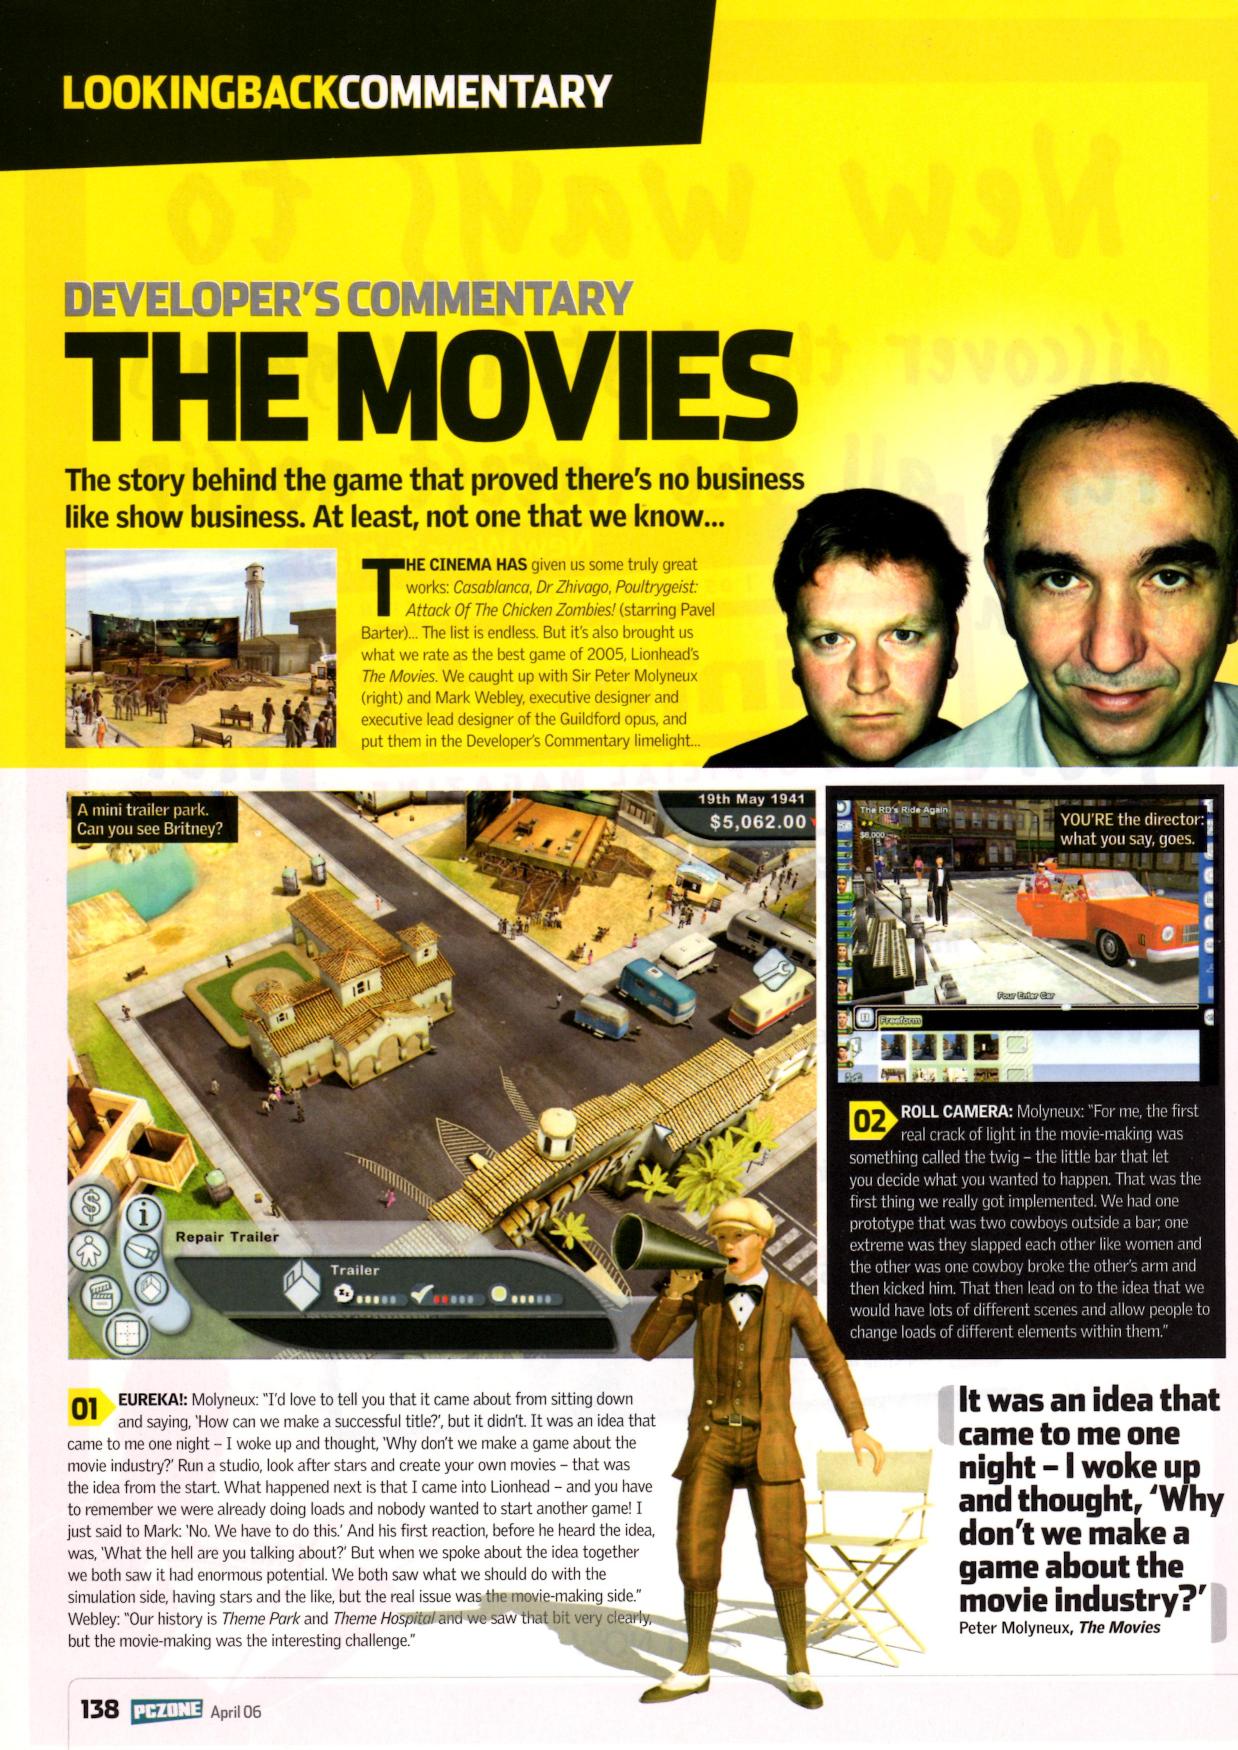 LOOKINGBACKCOMMENTARY
DEVELOPER'S COMMENTARY
THE MOVIES
The story behind the game that proved there's no business
like show business. At least, not one that we know...
THE CINEMA HAS given us some truly great
works: Casablanca, Dr Zhivago, Poultrygeist:
Attack Of The Chicken Zombies! (starring Pavel
Barter)... The list is endless. But it's also brought us
what we rate as the best game of 2005, Lionhead's
The Movies. We caught up with Sir Peter Molyneux
(right) and Mark Webley, executive designer and
executive lead designer of the Guildford opus, and
put them in the Developer's Commentary limelight...
A mini trailer park.
Can you see Britney?
19th May 1941
$5,062.00
Repair Trailer
Trailer
The RD's Ride Again
$6,000
YOU'RE the director:
what you say, goes.
Four Enter Car
Freeform
02 ROLL CAMERA: Molyneux: "For me, the first
real crack of light in the movie-making was
something called the twig – the little bar that let
you decide what you wanted to happen. That was the
first thing we really got implemented. We had one
prototype that was two cowboys outside a bar; one
extreme was they slapped each other like women and
the other was one cowboy broke the other's arm and
then kicked him. That then lead on to the idea that we
would have lots of different scenes and allow people to
change loads of different elements within them."
01 EUREKA!: Molyneux: "I'd love to tell you that it came about from sitting down
and saying, 'How can we make a successful title?', but it didn't. It was an idea that
came to me one night – I woke up and thought, 'Why don't we make a game about the
movie industry?' Run a studio, look after stars and create your own movies – that was
the idea from the start. What happened next is that I came into Lionhead – and you have
to remember we were already doing loads and nobody wanted to start another game! I
just said to Mark: 'No. We have to do this.' And his first reaction, before he heard the idea,
was, 'What the hell are you talking about?' But when we spoke about the idea together
we both saw it had enormous potential. We both saw what we should do with the
simulation side, having stars and the like, but the real issue was the movie-making side."
Webley: "Our history is Theme Park and Theme Hospital and we saw that bit very clearly,
but the movie-making was the interesting challenge."
It was an idea that
came to me one
night – I woke up
and thought, 'Why
don't we make a
game about the
movie industry?'
Peter Molyneux, The Movies
138 PCZONE April 06